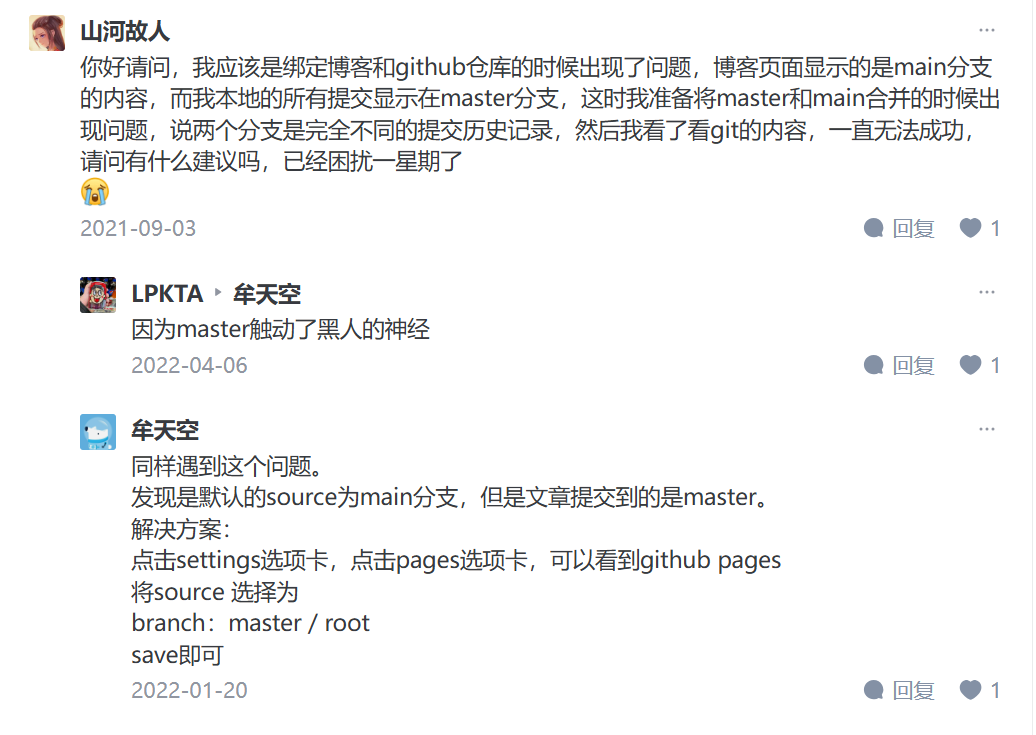 山河故人
你好请问，我应该是绑定博客和github仓库的时候出现了问题，博客页面显示的是main分支
的内容，而我本地的所有提交显示在master分支，这时我准备将master和main合并的时候出
现问题，说两个分支是完全不同的提交历史记录，然后我看了看git的内容，一直无法成功，
请问有什么建议吗，已经困扰一星期了
😭
2021-09-03 回复 1
LPKTA ▸ 牟天空
因为master触动了黑人的神经
2022-04-06 回复 1
牟天空
同样遇到这个问题。
发现是默认的source为main分支，但是文章提交到的是master。
解决方案：
点击settings选项卡，点击pages选项卡，可以看到github pages
将source 选择为
branch：master / root
save即可
2022-01-20 回复 1